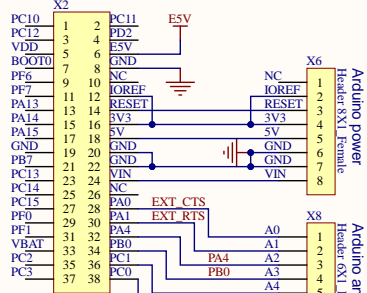 X2
PC10 1 2 PC11 E5V
PC12 3 4 PD2
VDD 5 6 E5V
BOOT0 7 8 GND X6
PF6 9 10 NC NC 1
PF7 11 12 IOREF IOREF 2
PA13 13 14 RESET RESET 3
PA14 15 16 3V3 3V3 4
PA15 17 18 5V 5V 5
GND 19 20 GND GND 6
PB7 21 22 GND GND 7
PC13 23 24 VIN VIN 8
PC14 25 26 NC
PC15 27 28 PA0 EXT_CTS
PF0 29 30 PA1 EXT_RTS X8
PF1 31 32 PA4 A0 1
VBAT 33 34 PB0 A1 2
PC2 35 36 PC1 PA4 A2 3
PC3 37 38 PC0 PB0 A3 4
A4 5
Arduino power
Header 8X1_Female
Arduino an
Header 6X1_